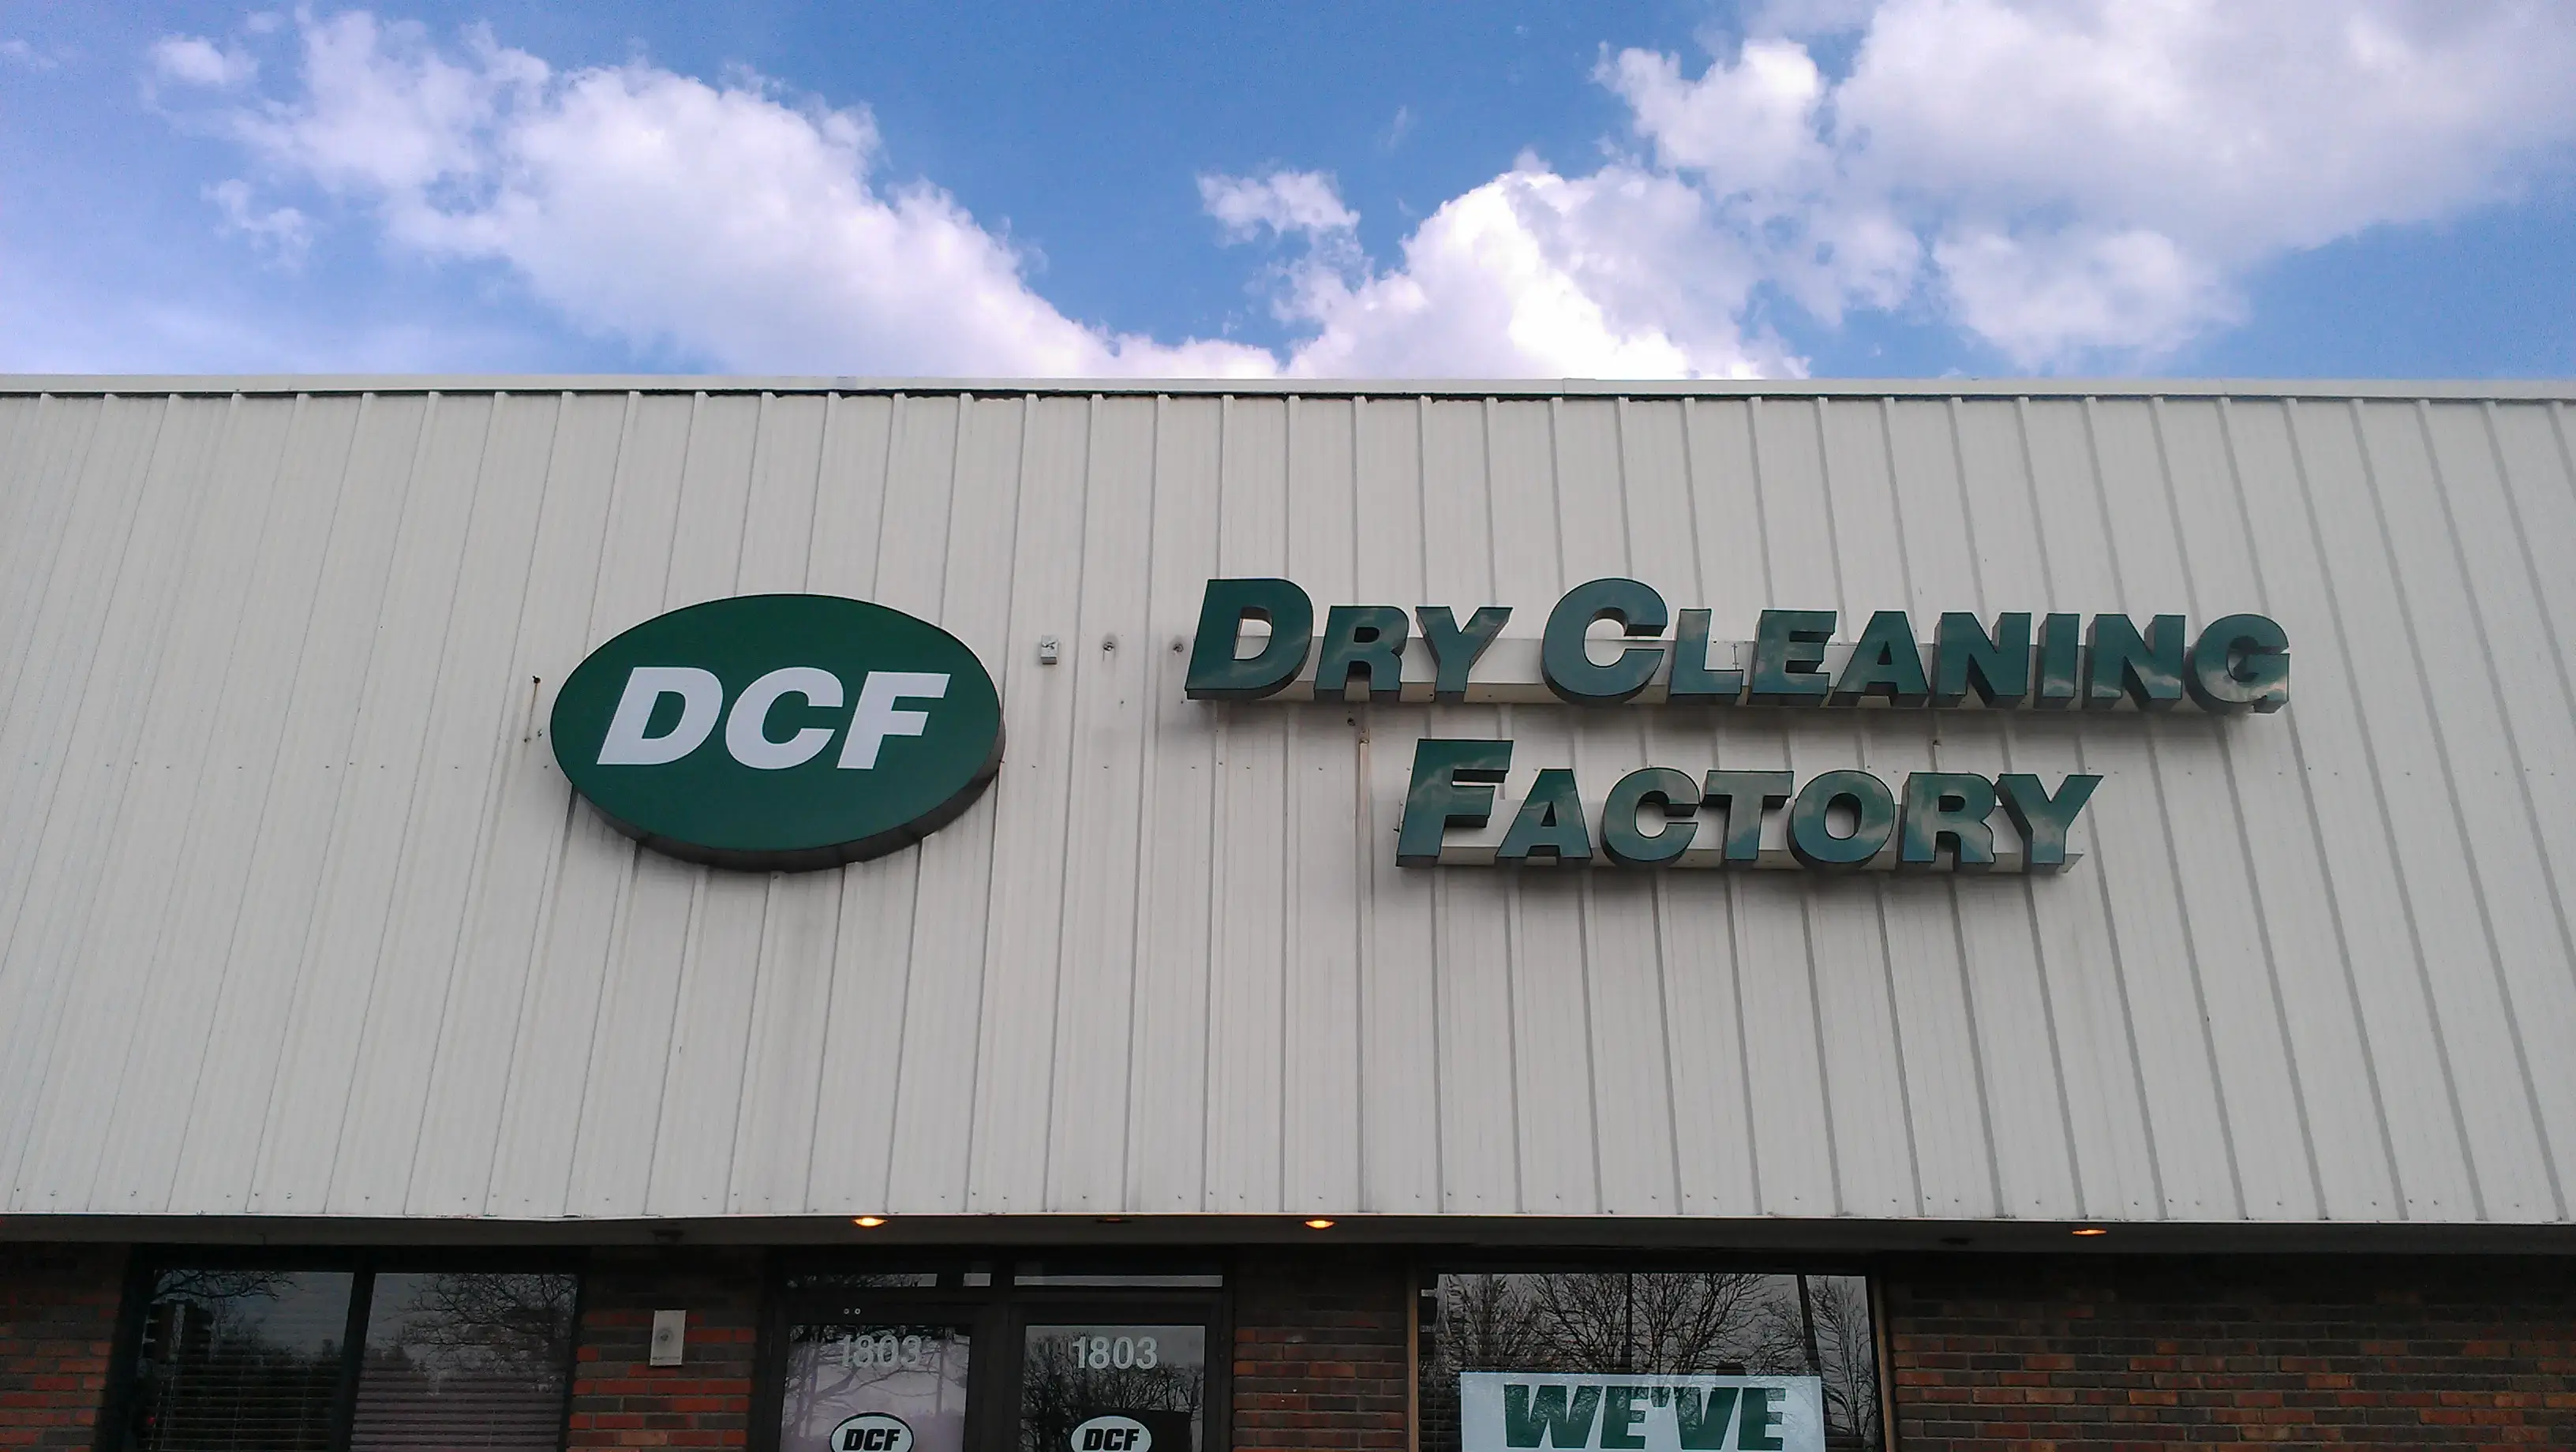 DCF
DRY CLEANING
FACTORY
1803
1803
DCF
DCF
WE'VE